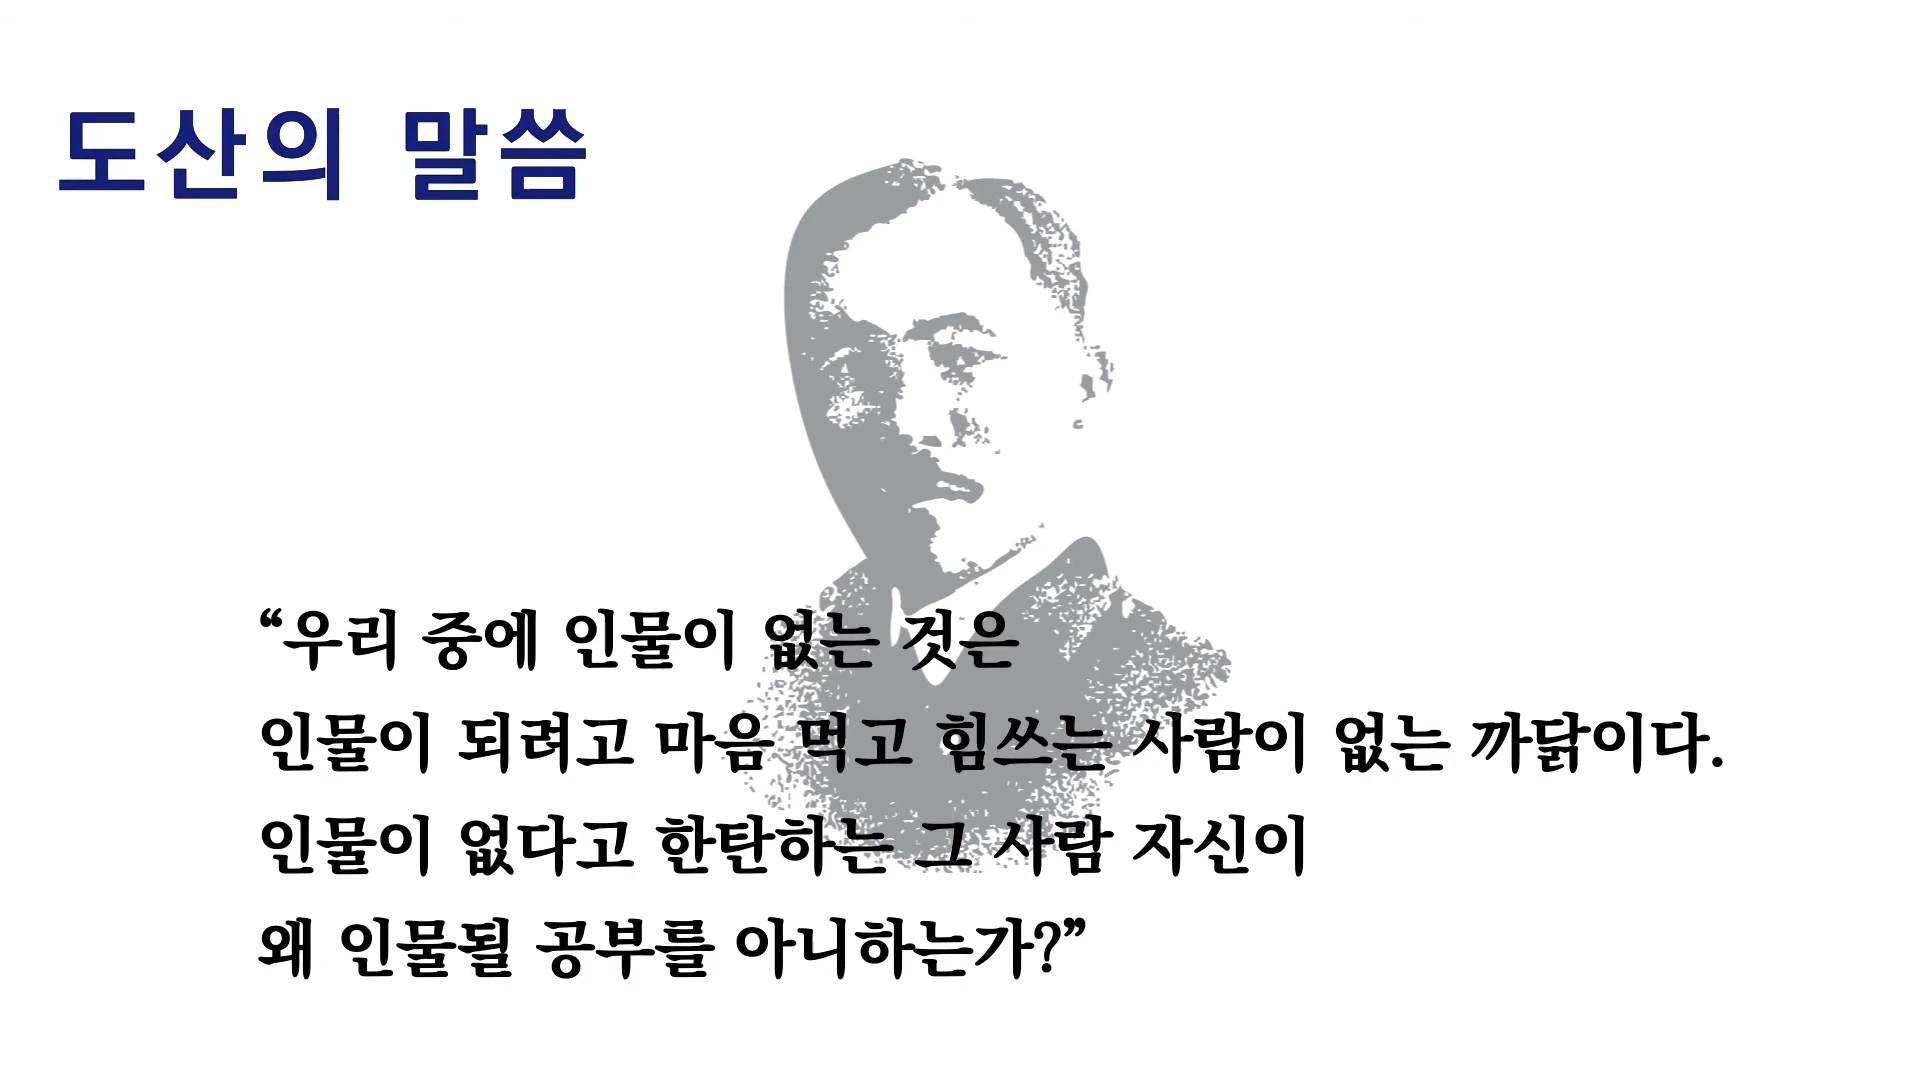 도산의 말씀
“우리 중에 인물이 없는 것은
인물이 되려고 마음 먹고 힘쓰는 사람이 없는 까닭이다.
인물이 없다고 한탄하는 그 사람 자신이
왜 인물될 공부를 아니하는가?”